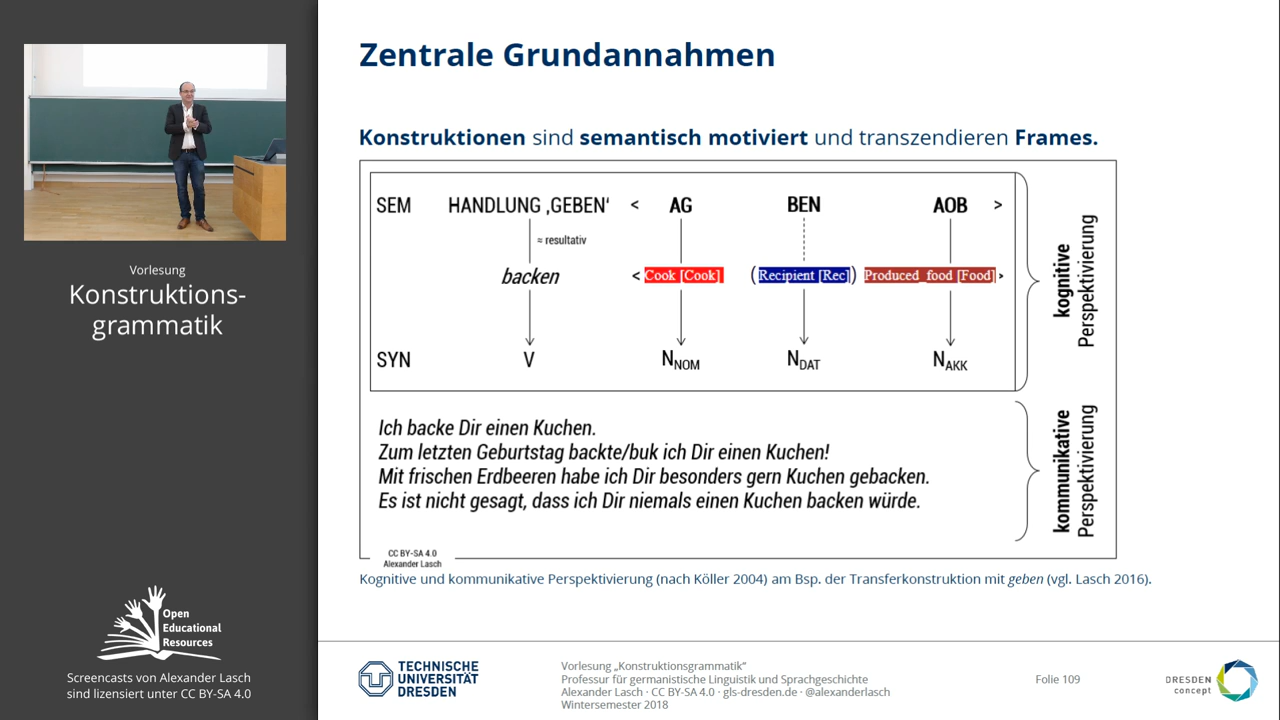 Zentrale Grundannahmen
Konstruktionen sind semantisch motiviert und transzendieren Frames.
SEM HANDLUNG ‚GEBEN‘ < AG BEN AOB >
= resultativ
backen < Cook [Cook] (Recipient [Rec]) Produced_food [Food] >
SYN V NNOM NDAT NAKK
kognitive
Perspektivierung
Ich backe Dir einen Kuchen.
Zum letzten Geburtstag backte/buk ich Dir einen Kuchen!
Mit frischen Erdbeeren habe ich Dir besonders gern Kuchen gebacken.
Es ist nicht gesagt, dass ich Dir niemals einen Kuchen backen würde.
kommunikative
Perspektivierung
CC BY-SA 4.0
Alexander Lasch
Kognitive und kommunikative Perspektivierung (nach Köller 2004) am Bsp. der Transferkonstruktion mit geben (vgl. Lasch 2016).
Vorlesung
Konstruktions-
grammatik
Open
Educational
Resources
Screencasts von Alexander Lasch
sind lizensiert unter CC BY-SA 4.0
TECHNISCHE
UNIVERSITÄT
DRESDEN
Vorlesung „Konstruktionsgrammatik“
Professur für germanistische Linguistik und Sprachgeschichte
Alexander Lasch · CC BY-SA 4.0 · gls-dresden.de · @alexanderlasch
Wintersemester 2018
Folie 109
DRESDEN
concept